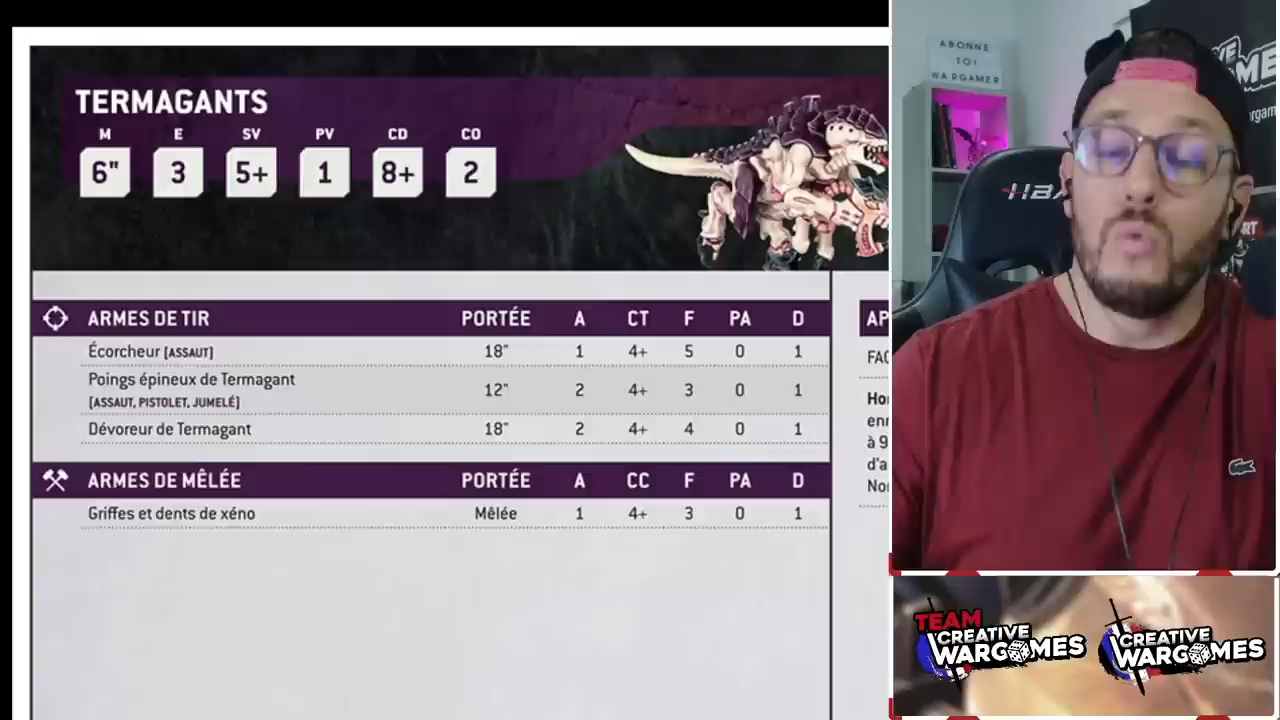 TERMAGANTS
M E SV PV CD CO
6" 3 5+ 1 8+ 2
ARMES DE TIR PORTÉE A CT F PA D
Écorcheur [ASSAUT] 18" 1 4+ 5 0 1
Poings épineux de Termagant
[ASSAUT, PISTOLET, JUMELÉ] 12" 2 4+ 3 0 1
Dévoreur de Termagant 18" 2 4+ 4 0 1
ARMES DE MÊLÉE PORTÉE A CC F PA D
Griffes et dents de xéno Mêlée 1 4+ 3 0 1
à 9
d'a
ABONNE
TOI
WARGAMER
TEAM
CREATIVE
WARGAMES
CREATIVE
WARGAMES